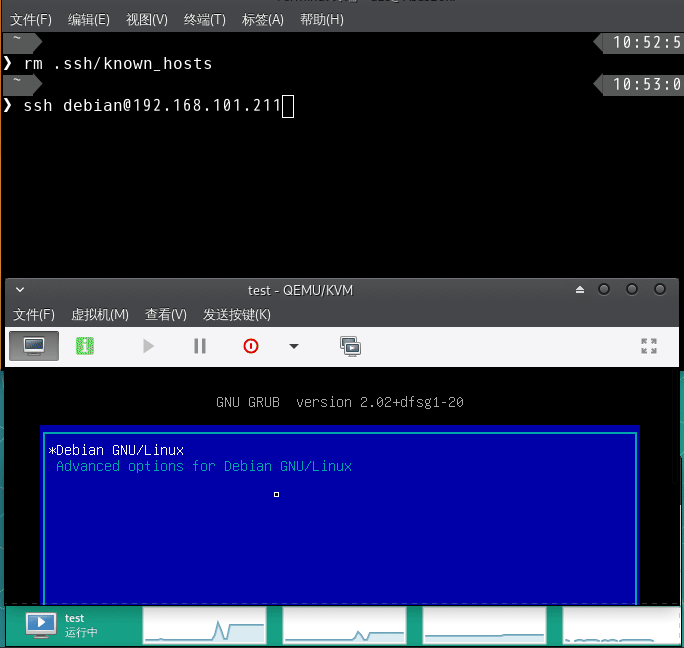 文件(F) 编辑(E) 视图(V) 终端(T) 标签(A) 帮助(H)
~ 10:52:5
❯ rm .ssh/known_hosts
~ 10:53:0
❯ ssh debian@192.168.101.211
test - QEMU/KVM
文件(F) 虚拟机(M) 查看(V) 发送按键(K)
GNU GRUB version 2.02+dfsg1-20
*Debian GNU/Linux
Advanced options for Debian GNU/Linux
test
运行中